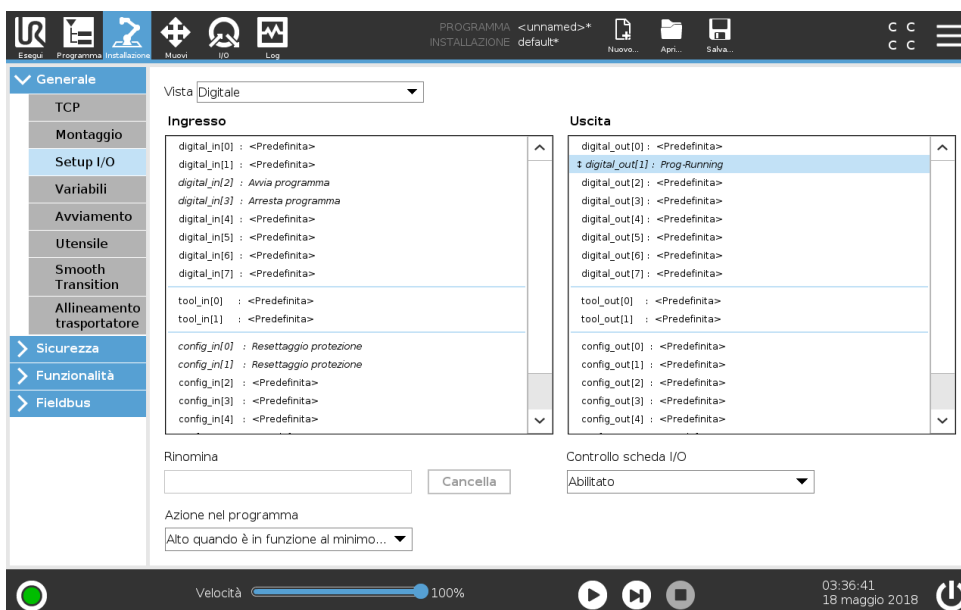 UR
PROGRAMMA <unnamed>*
INSTALLAZIONE default*
C C
C C
Esegui Programma Installazione Muovi I/O Log Nuovo... Apri... Salva...
Generale
TCP
Montaggio
Setup I/O
Variabili
Avviamento
Utensile
Smooth
Transition
Allineamento
trasportatore
Sicurezza
Funzionalità
Fieldbus
Vista Digitale
Ingresso
digital_in[0] : <Predefinita>
digital_in[1] : <Predefinita>
digital_in[2] : Avvia programma
digital_in[3] : Arresta programma
digital_in[4] : <Predefinita>
digital_in[5] : <Predefinita>
digital_in[6] : <Predefinita>
digital_in[7] : <Predefinita>
tool_in[0] : <Predefinita>
tool_in[1] : <Predefinita>
config_in[0] : Resettaggio protezione
config_in[1] : Resettaggio protezione
config_in[2] : <Predefinita>
config_in[3] : <Predefinita>
config_in[4] : <Predefinita>
Uscita
digital_out[0] : <Predefinita>
↕ digital_out[1] : Prog-Running
digital_out[2] : <Predefinita>
digital_out[3] : <Predefinita>
digital_out[4] : <Predefinita>
digital_out[5] : <Predefinita>
digital_out[6] : <Predefinita>
digital_out[7] : <Predefinita>
tool_out[0] : <Predefinita>
tool_out[1] : <Predefinita>
config_out[0] : <Predefinita>
config_out[1] : <Predefinita>
config_out[2] : <Predefinita>
config_out[3] : <Predefinita>
config_out[4] : <Predefinita>
Rinomina
Cancella
Controllo scheda I/O
Abilitato
Azione nel programma
Alto quando è in funzione al minimo...
Velocità 100%
03:36:41
18 maggio 2018